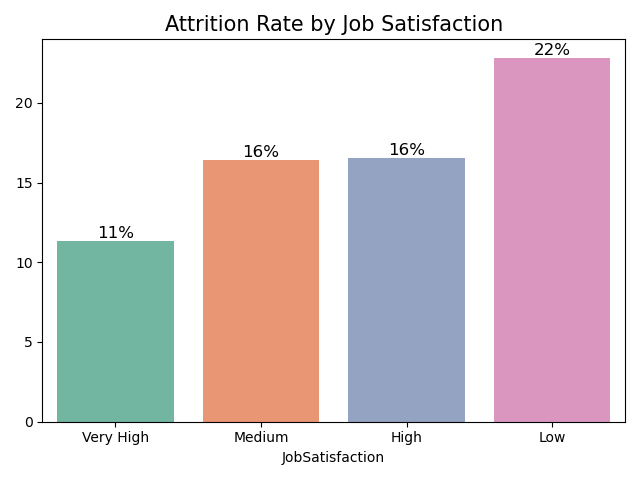 Attrition Rate by Job Satisfaction
22%
20
16%
16%
15
11%
10
5
0
Very High
Medium
High
Low
JobSatisfaction